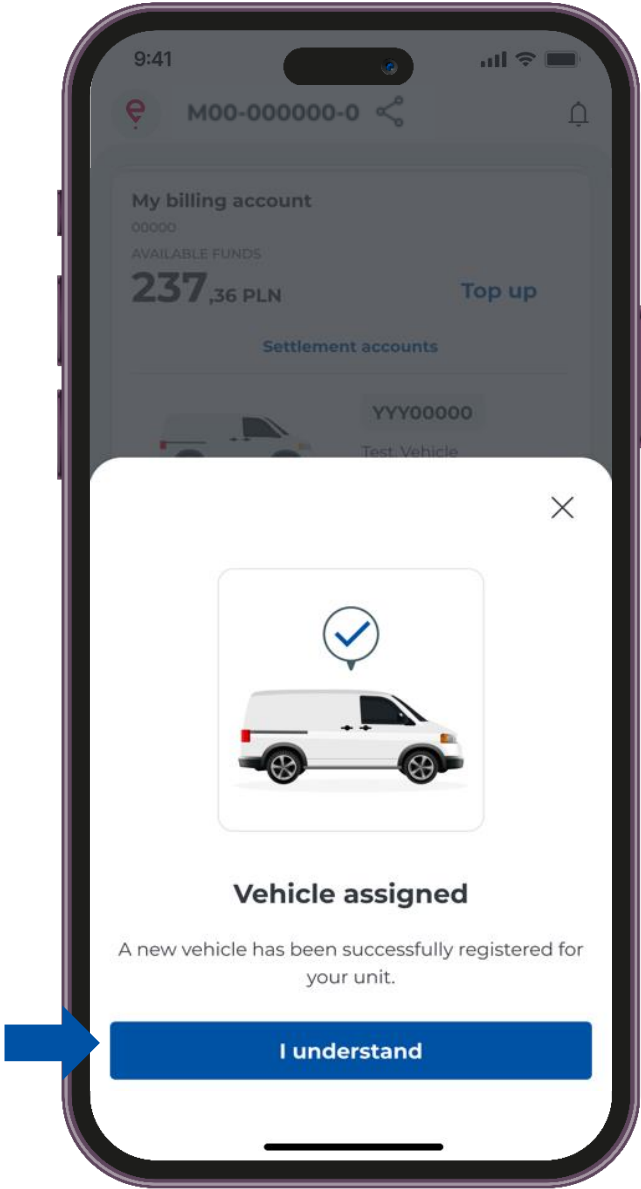 9:41
e
M00-000000-0
My billing account
00000
AVAILABLE FUNDS
237,36 PLN
Top up
Settlement accounts
YYY00000
Test Vehicle
Vehicle assigned
A new vehicle has been successfully registered for
your unit.
I understand